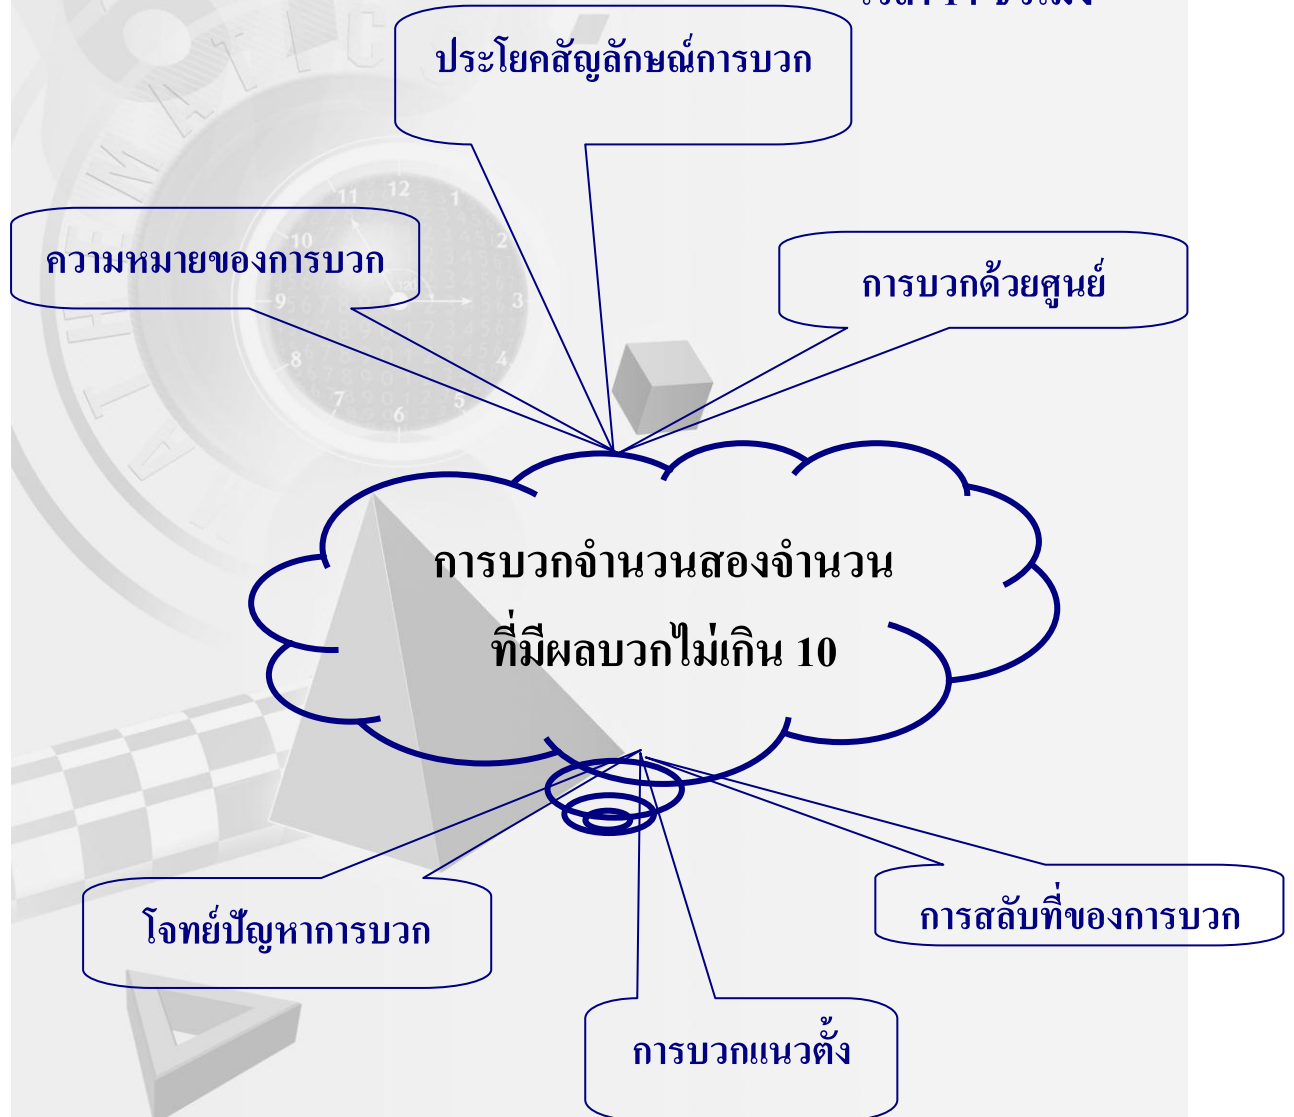 ประโยคสัญลักษณ์การบวก
ความหมายของการบวก
การบวกด้วยศูนย์
การบวกจำนวนสองจำนวน
ที่มีผลบวกไม่เกิน 10
โจทย์ปัญหาการบวก
การสลับที่ของการบวก
การบวกแนวตั้ง